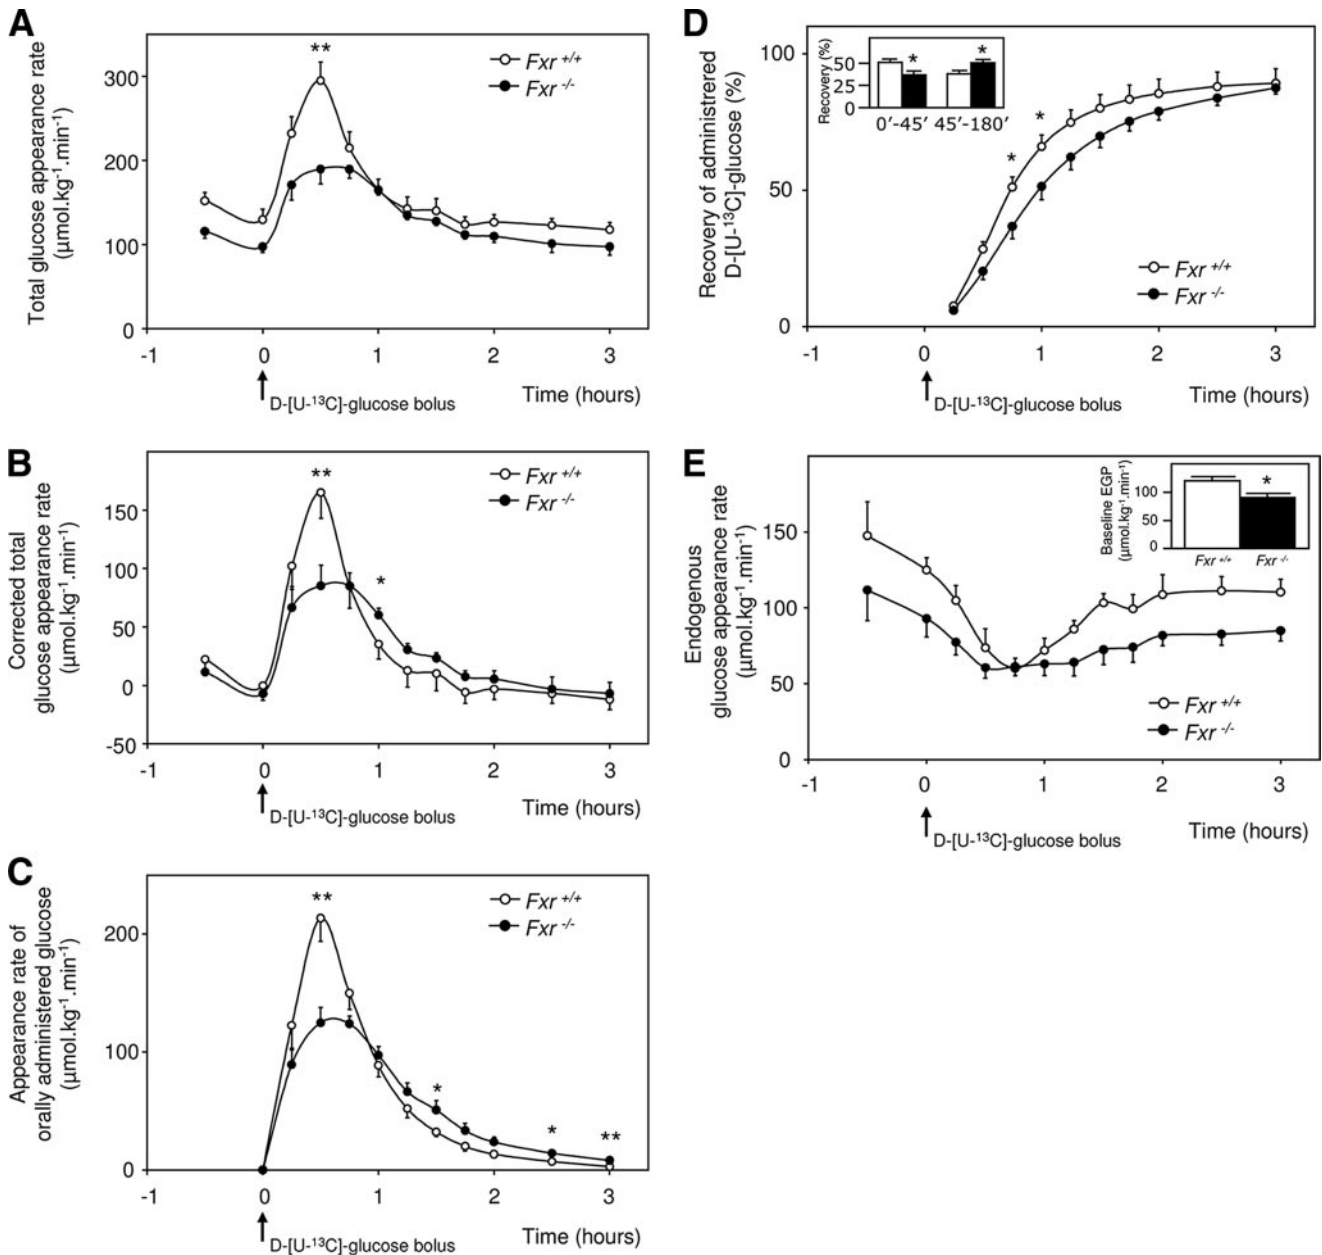 A
Total glucose appearance rate
(µmol.kg⁻¹.min⁻¹)
300
200
100
0
**
Fxr +/+
Fxr -/-
-1 0 1 2 3
D-[U-¹³C]-glucose bolus
Time (hours)
B
Corrected total
glucose appearance rate
(µmol.kg⁻¹.min⁻¹)
150
100
50
0
-50
**
*
Fxr +/+
Fxr -/-
-1 0 1 2 3
D-[U-¹³C]-glucose bolus
Time (hours)
C
Appearance rate of
orally administered glucose
(µmol.kg⁻¹.min⁻¹)
200
100
0
**
*
*
**
Fxr +/+
Fxr -/-
-1 0 1 2 3
D-[U-¹³C]-glucose bolus
Time (hours)
D
Recovery of administrered
D-[U-¹³C]-glucose (%)
100
50
0
Recovery (%)
50
25
0
*
*
0′-45′ 45′-180′
*
*
Fxr +/+
Fxr -/-
-1 0 1 2 3
D-[U-¹³C]-glucose bolus
Time (hours)
E
Endogenous
glucose appearance rate
(µmol.kg⁻¹.min⁻¹)
150
100
50
0
Baseline EGP
(µmol.kg⁻¹.min⁻¹)
100
50
0
*
Fxr +/+ Fxr -/-
Fxr +/+
Fxr -/-
-1 0 1 2 3
D-[U-¹³C]-glucose bolus
Time (hours)